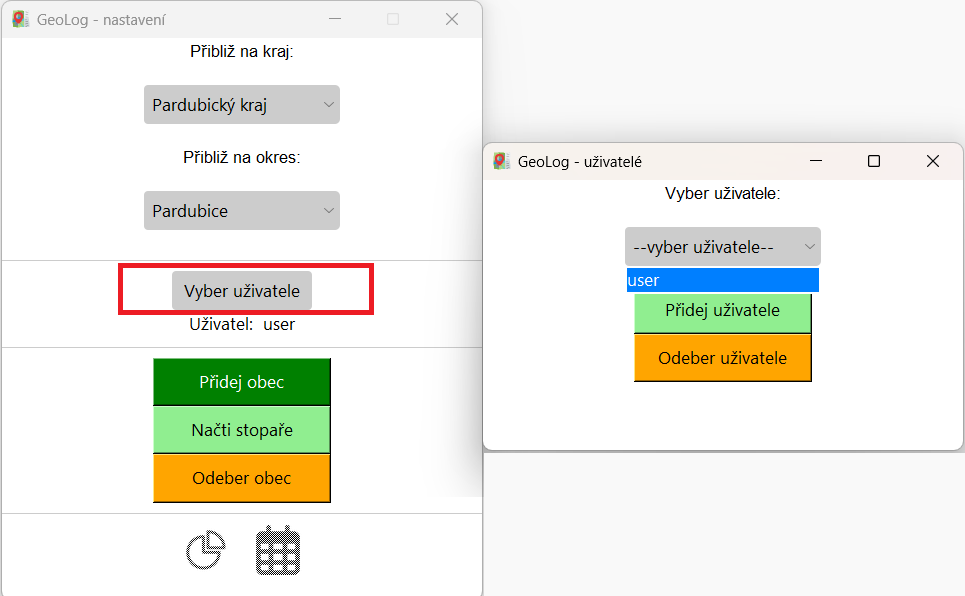 GeoLog - nastavení
Přibliž na kraj:
Pardubický kraj
Přibliž na okres:
Pardubice
Vyber uživatele
Uživatel: user
Přidej obec
Načti stopaře
Odeber obec
GeoLog - uživatelé
Vyber uživatele:
--vyber uživatele--
user
Přidej uživatele
Odeber uživatele